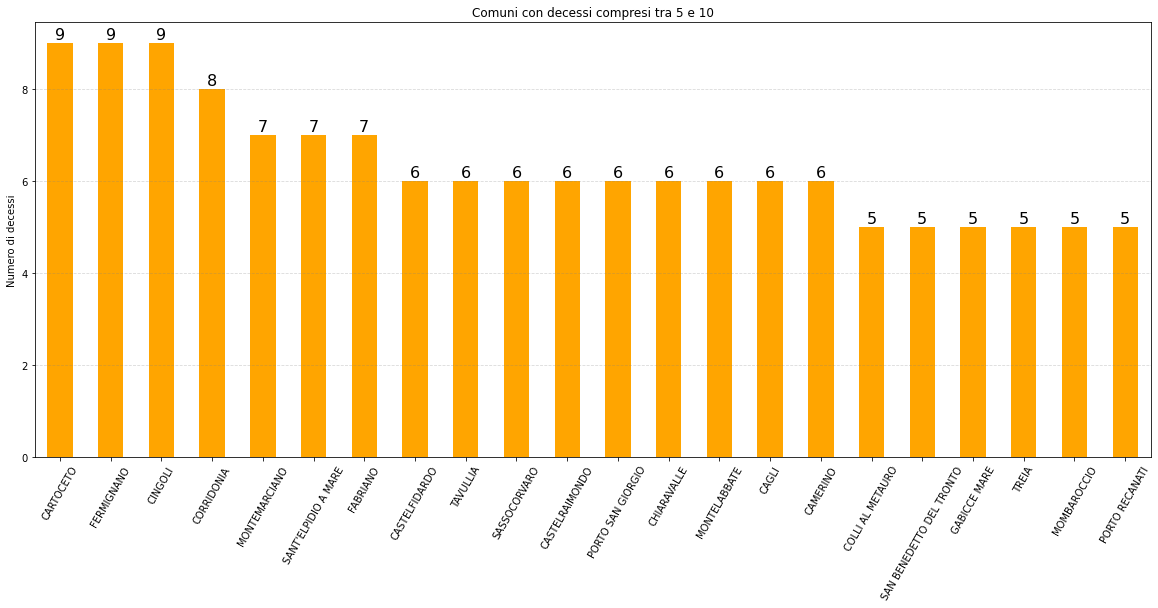 Comuni con decessi compresi tra 5 e 10
Numero di decessi
8
6
4
2
0
9
9
9
8
7
7
7
6
6
6
6
6
6
6
6
6
5
5
5
5
5
5
CARTOCETO
FERMIGNANO
CINGOLI
CORRIDONIA
MONTEMARCIANO
SANT'ELPIDIO A MARE
FABRIANO
CASTELFIDARDO
TAVULLIA
SASSOCORVARO
CASTELRAIMONDO
PORTO SAN GIORGIO
CHIARAVALLE
MONTELABBATE
CAGLI
CAMERINO
COLLI AL METAURO
SAN BENEDETTO DEL TRONTO
GABICCE MARE
TREIA
MOMBAROCCIO
PORTO RECANATI